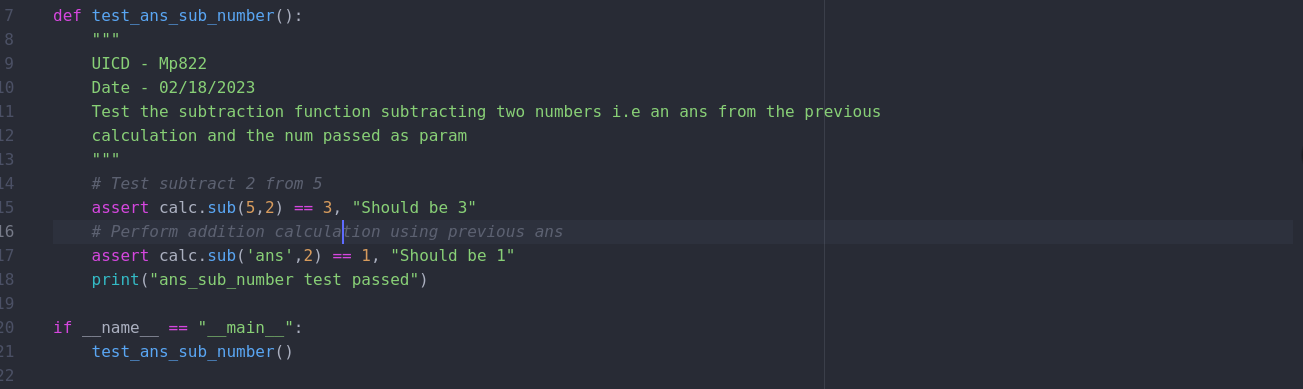 7 def test_ans_sub_number():
8     """
9     UICD - Mp822
10     Date - 02/18/2023
11     Test the subtraction function subtracting two numbers i.e an ans from the previous
12     calculation and the num passed as param
13     """
14     # Test subtract 2 from 5
15     assert calc.sub(5,2) == 3, "Should be 3"
16     # Perform addition calculation using previous ans
17     assert calc.sub('ans',2) == 1, "Should be 1"
18     print("ans_sub_number test passed")
19
20 if __name__ == "__main__":
21     test_ans_sub_number()
22